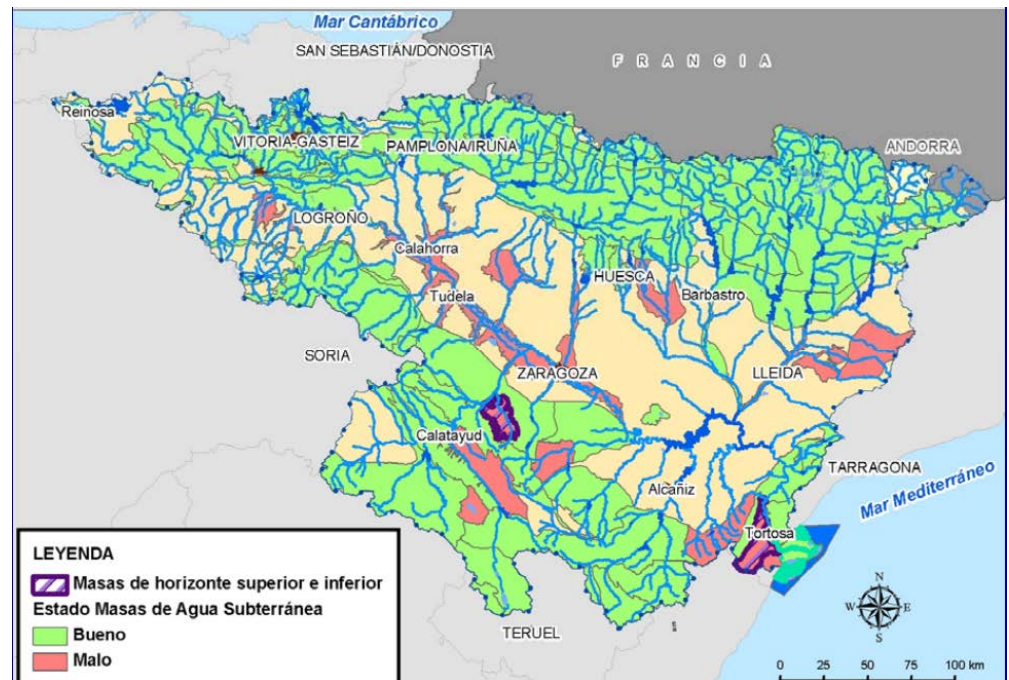 Mar Cantábrico
SAN SEBASTIÁN/DONOSTIA
F R A N C I A
Reinosa
VITORIA-GASTEIZ
PAMPLONA/IRUÑA
ANDORRA
LOGROÑO
Calahorra
HUESCA
Barbastro
Tudela
SORIA
ZARAGOZA
LLEIDA
Calatayud
TARRAGONA
Alcañiz
Mar Mediterráneo
Tortosa
TERUEL
LEYENDA
Masas de horizonte superior e inferior
Estado Masas de Agua Subterránea
Bueno
Malo
N
W E
S
0 25 50 75 100 km